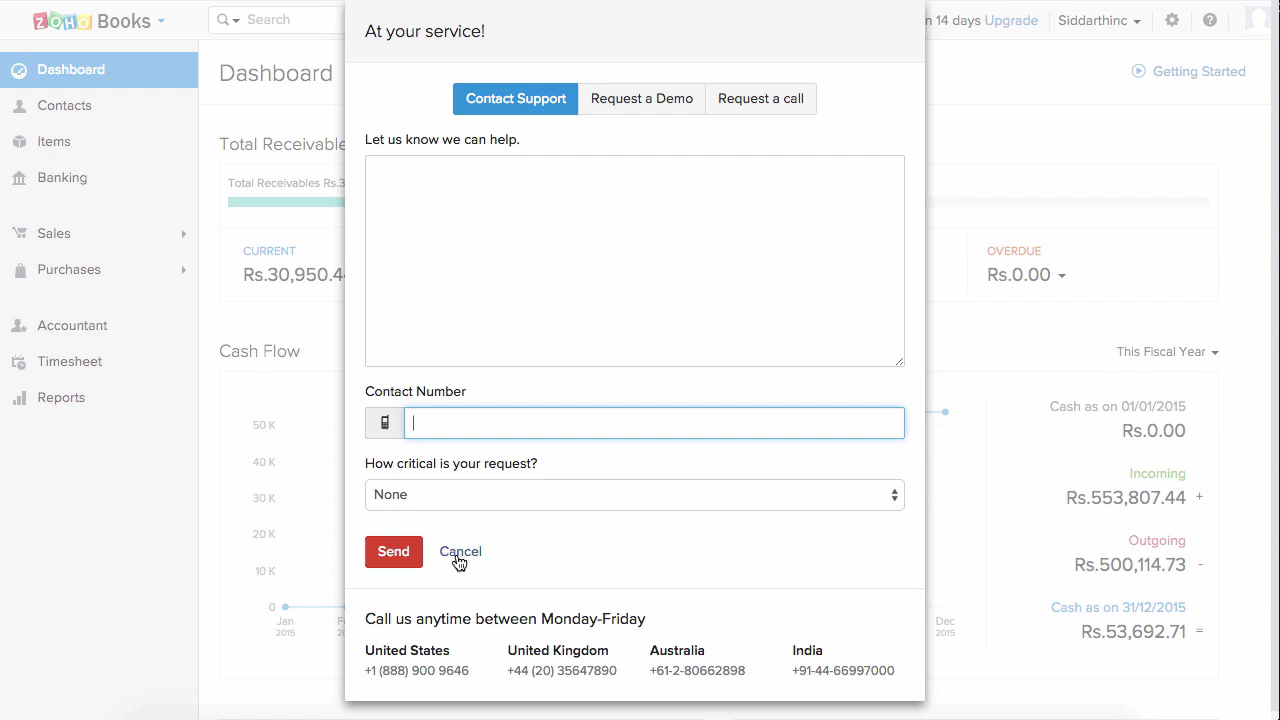 ZOHO Books
Search
n 14 days Upgrade
Siddarthinc
Dashboard
Contacts
Items
Banking
Sales
Purchases
Accountant
Timesheet
Reports
Dashboard
Getting Started
Total Receivable
Total Receivables Rs.3
CURRENT
Rs.30,950.4
OVERDUE
Rs.0.00
Cash Flow
This Fiscal Year
50 K
40 K
30 K
20 K
10 K
0
Jan
2015
Dec
2015
Cash as on 01/01/2015
Rs.0.00
Incoming
Rs.553,807.44 +
Outgoing
Rs.500,114.73 -
Cash as on 31/12/2015
Rs.53,692.71 =
At your service!
Contact Support
Request a Demo
Request a call
Let us know we can help.
Contact Number
How critical is your request?
None
Send
Cancel
Call us anytime between Monday-Friday
United States
+1 (888) 900 9646
United Kingdom
+44 (20) 35647890
Australia
+61-2-80662898
India
+91-44-66997000